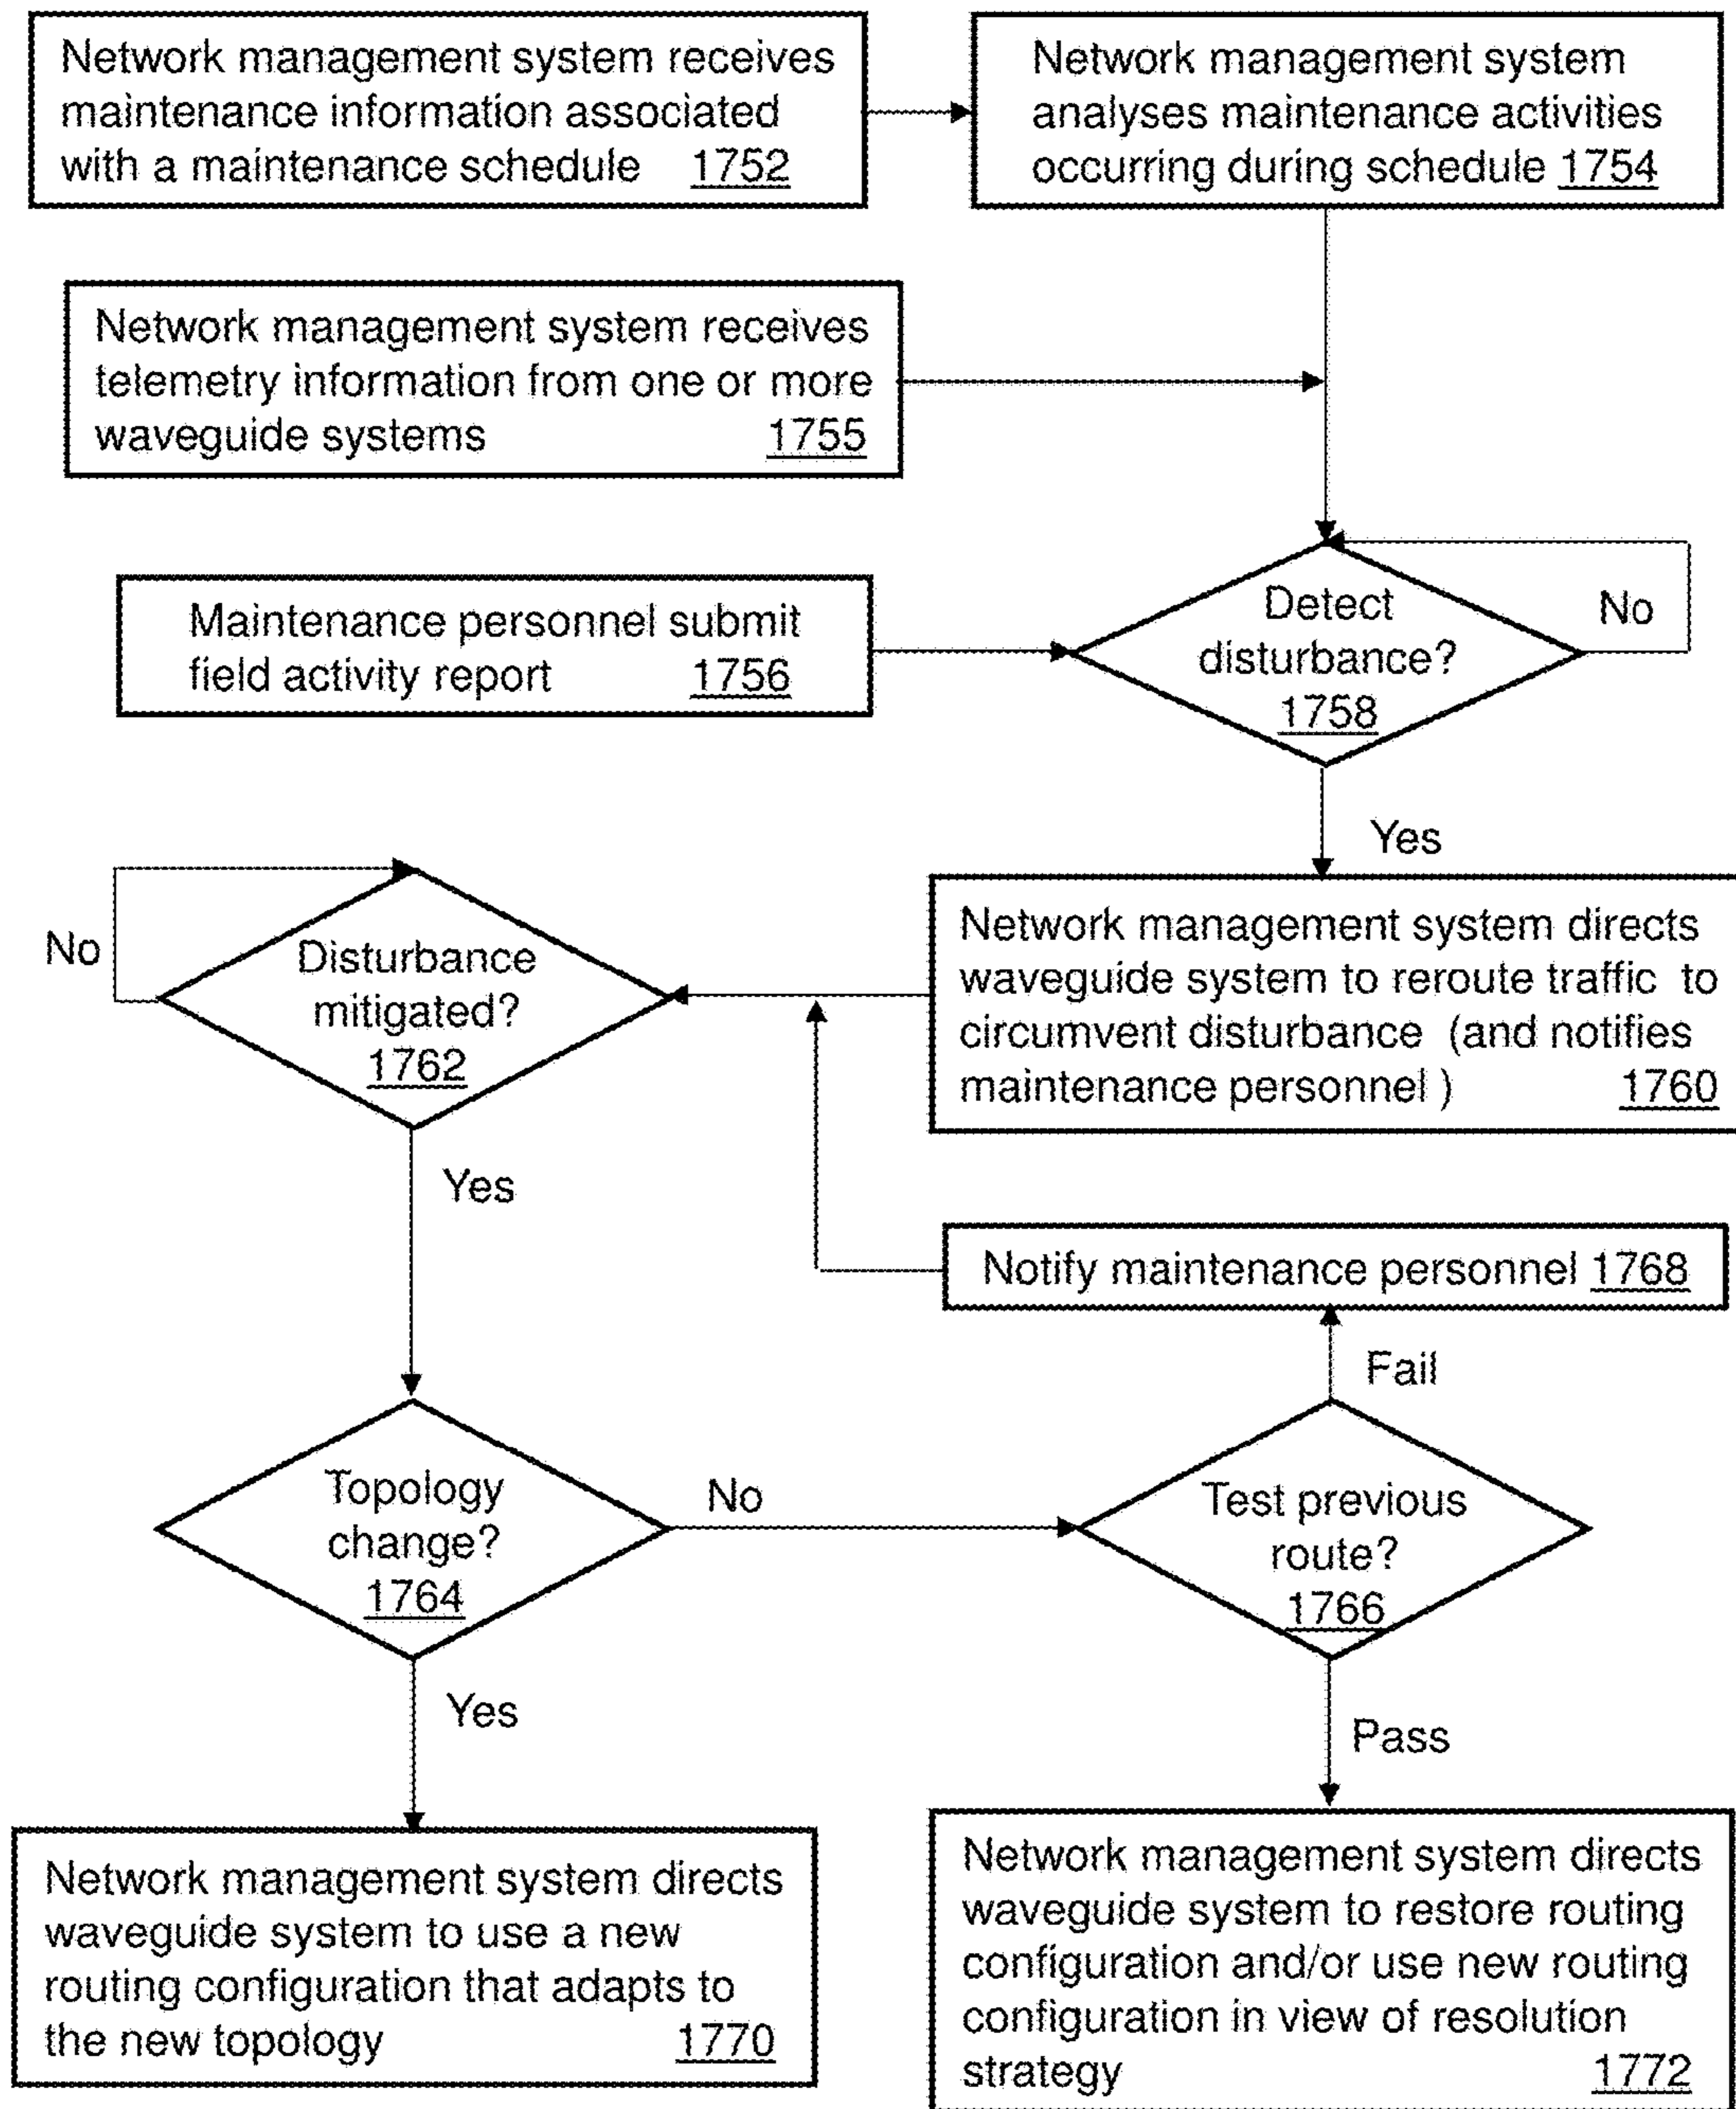 Network management system receives
maintenance information associated
with a maintenance schedule 1752
Network management system
analyses maintenance activities
occurring during schedule 1754
Network management system receives
telemetry information from one or more
waveguide systems 1755
Maintenance personnel submit
field activity report 1756
Detect
disturbance?
1758
No
Yes
Network management system directs
waveguide system to reroute traffic to
circumvent disturbance (and notifies
maintenance personnel ) 1760
No
Disturbance
mitigated?
1762
Yes
Notify maintenance personnel 1768
Fail
Topology
change?
1764
No
Test previous
route?
1766
Yes
Pass
Network management system directs
waveguide system to use a new
routing configuration that adapts to
the new topology 1770
Network management system directs
waveguide system to restore routing
configuration and/or use new routing
configuration in view of resolution
strategy 1772